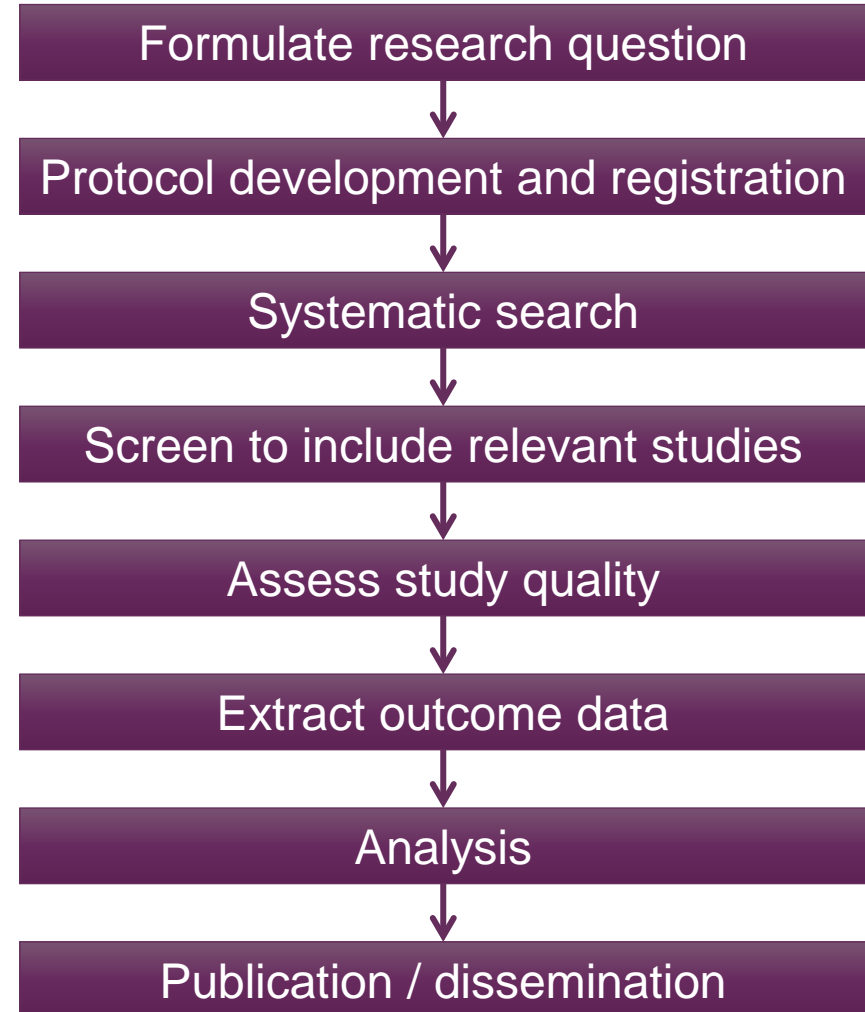 Formulate research question
Protocol development and registration
Systematic search
Screen to include relevant studies
Assess study quality
Extract outcome data
Analysis
Publication / dissemination